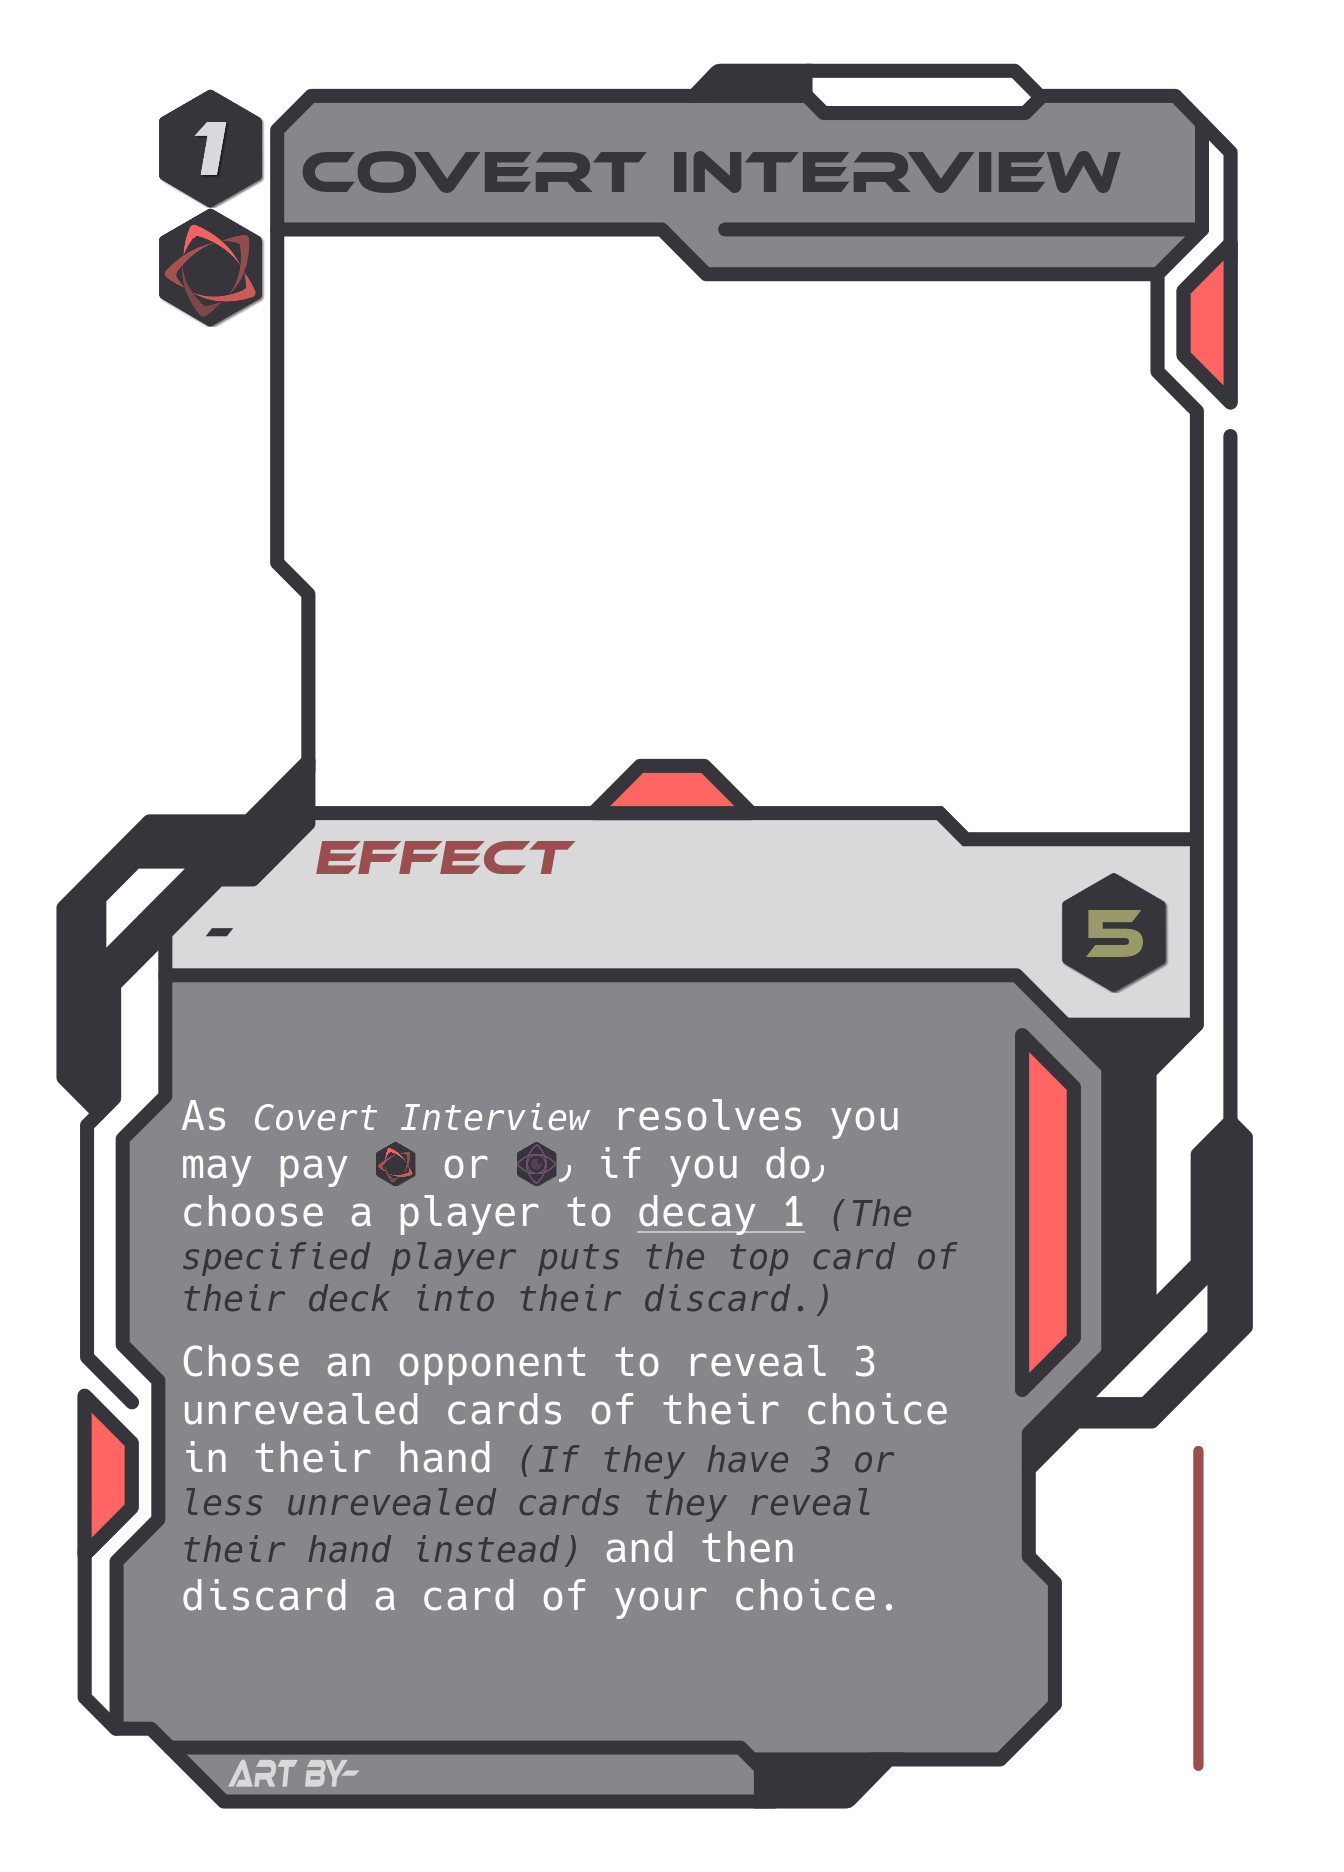 1
COVERT INTERVIEW
EFFECT
-
5
As Covert Interview resolves you
may pay or , if you do,
choose a player to decay 1 (The
specified player puts the top card of
their deck into their discard.)
Chose an opponent to reveal 3
unrevealed cards of their choice
in their hand (If they have 3 or
less unrevealed cards they reveal
their hand instead) and then
discard a card of your choice.
ART BY-